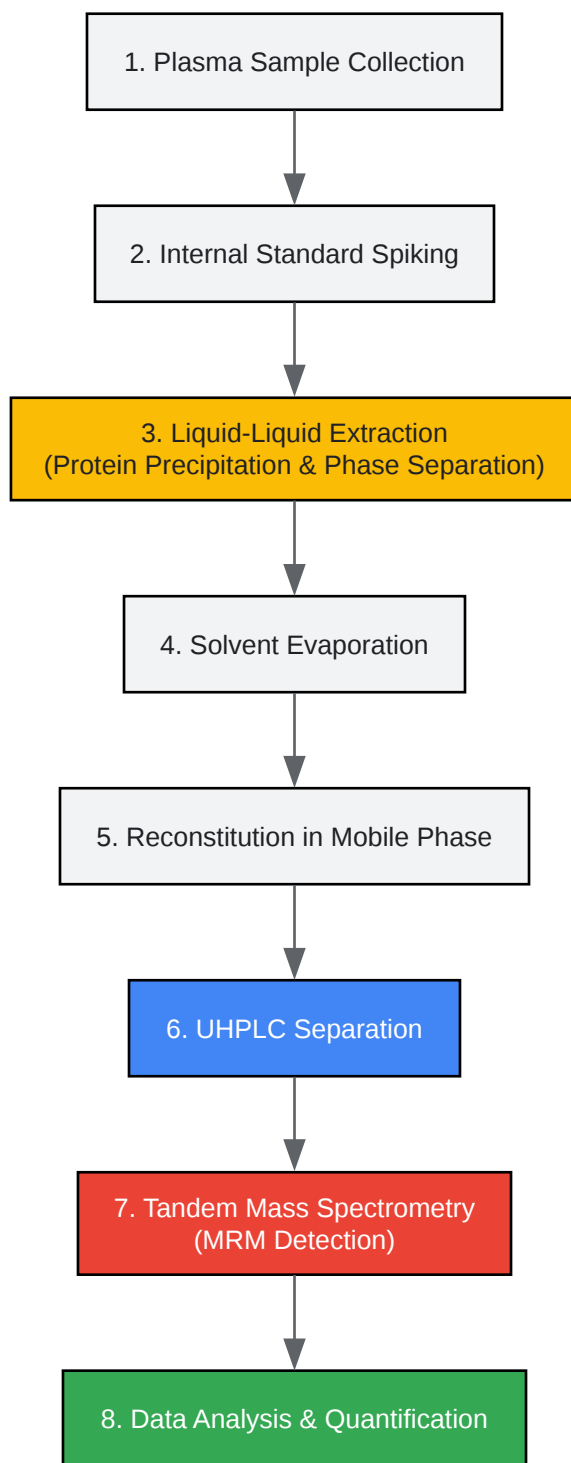 1. Plasma Sample Collection
2. Internal Standard Spiking
3. Liquid-Liquid Extraction
(Protein Precipitation & Phase Separation)
4. Solvent Evaporation
5. Reconstitution in Mobile Phase
6. UHPLC Separation
7. Tandem Mass Spectrometry
(MRM Detection)
8. Data Analysis & Quantification